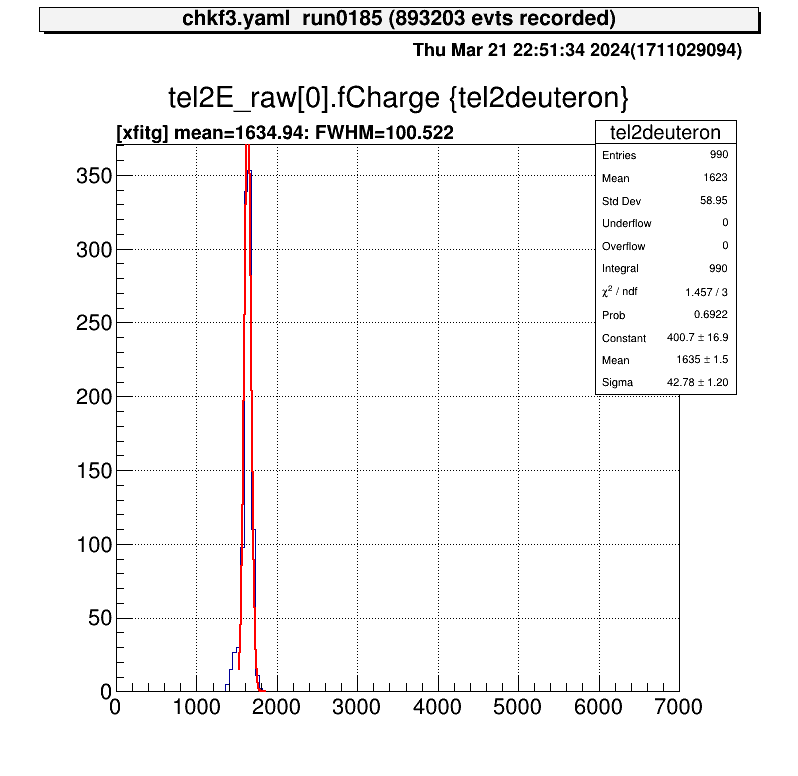 chkf3.yaml run0185 (893203 evts recorded)
Thu Mar 21 22:51:34 2024(1711029094)
tel2E_raw[0].fCharge {tel2deuteron}
[xfitg] mean=1634.94: FWHM=100.522
tel2deuteron
Entries 990
Mean 1623
Std Dev 58.95
Underflow 0
Overflow 0
Integral 990
χ² / ndf 1.457 / 3
Prob 0.6922
Constant 400.7 ± 16.9
Mean 1635 ± 1.5
Sigma 42.78 ± 1.20
350
300
250
200
150
100
50
0
0 1000 2000 3000 4000 5000 6000 7000